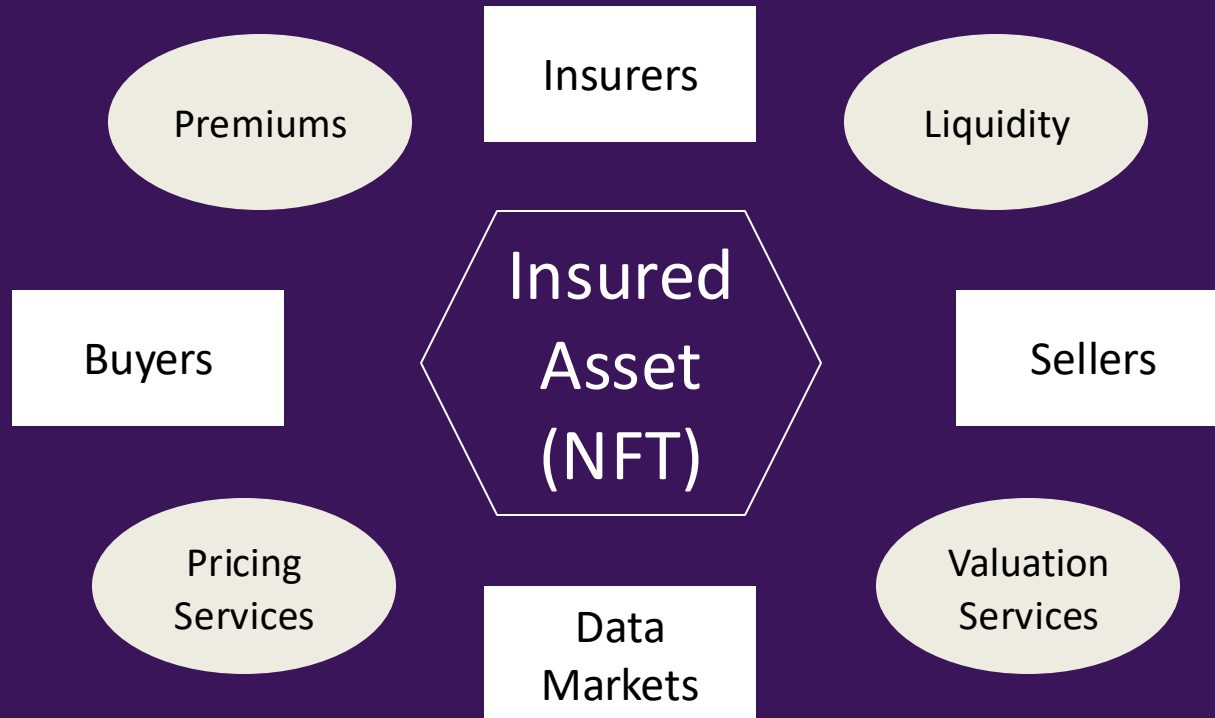 Insurers
Premiums
Liquidity
Insured
Asset
(NFT)
Buyers
Sellers
Pricing
Services
Valuation
Services
Data
Markets